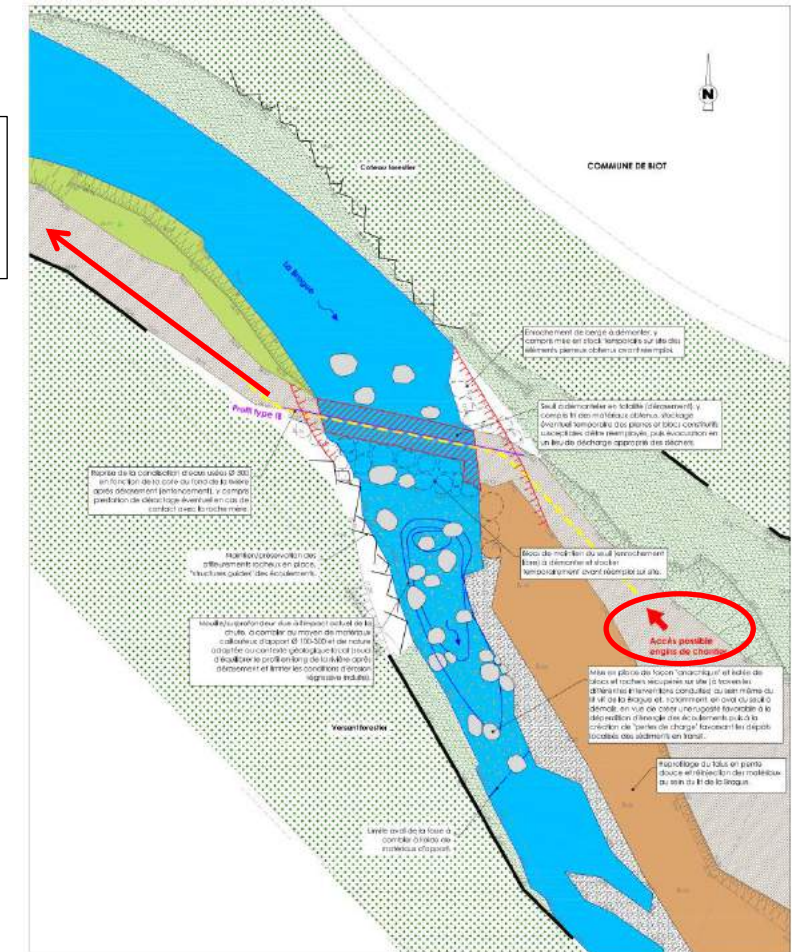 N
COMMUNE DE BIOT
Coteau forestier
La Brague
Enrochement de berge à démonter, y
compris mise en stock temporaire sur site des
éléments pierreux obtenus avant réemploi.
Profil type III
Seuil à démanteler en totalité (dérasement), y
compris tri des matériaux obtenus, stockage
éventuel temporaire des pierres et blocs constitutifs
susceptibles d'être réemployés, puis évacuation en
un lieu de décharge approprié des déchets.
Reprise de la canalisation d'eaux usées Ø 500
en fonction de la cote du fond de la rivière
après dérasement (enfoncement), y compris
prestation de déroctage éventuel en cas de
contact avec la roche-mère.
Maintien/préservation des
affleurements rocheux en place,
"structures guides" des écoulements.
Blocs de maintien du seuil (enrochement
libre) à démonter et stocker
temporairement avant réemploi sur site.
Mouille/surprofondeur due à l'impact actuel de la
chute, à combler au moyen de matériaux
caillouteux d'apport Ø 100-300 et de nature
adaptée au contexte géologique local (souci
d'équilibrer le profil en long de la rivière après
dérasement et limiter les conditions d'érosion
régressive induite).
Accès possible
engins de chantier
Mise en place de façon "anarchique" et isolée de
blocs et rochers récupérés sur site (à travers les
différentes interventions conduites) au sein même du
lit vif de la Brague et, notamment, en aval du seuil à
démolir, en vue de créer une rugosité favorable à la
dissipation d'énergie des écoulements puis à la
création de "pertes de charge" favorisant les dépôts
localisés des sédiments en transit.
Versant forestier
Reprofilage du talus en pente
douce et réinjection des matériaux
au sein du lit de la Brague.
Limite aval de la fosse à
combler à l'aide de
matériaux d'apport.